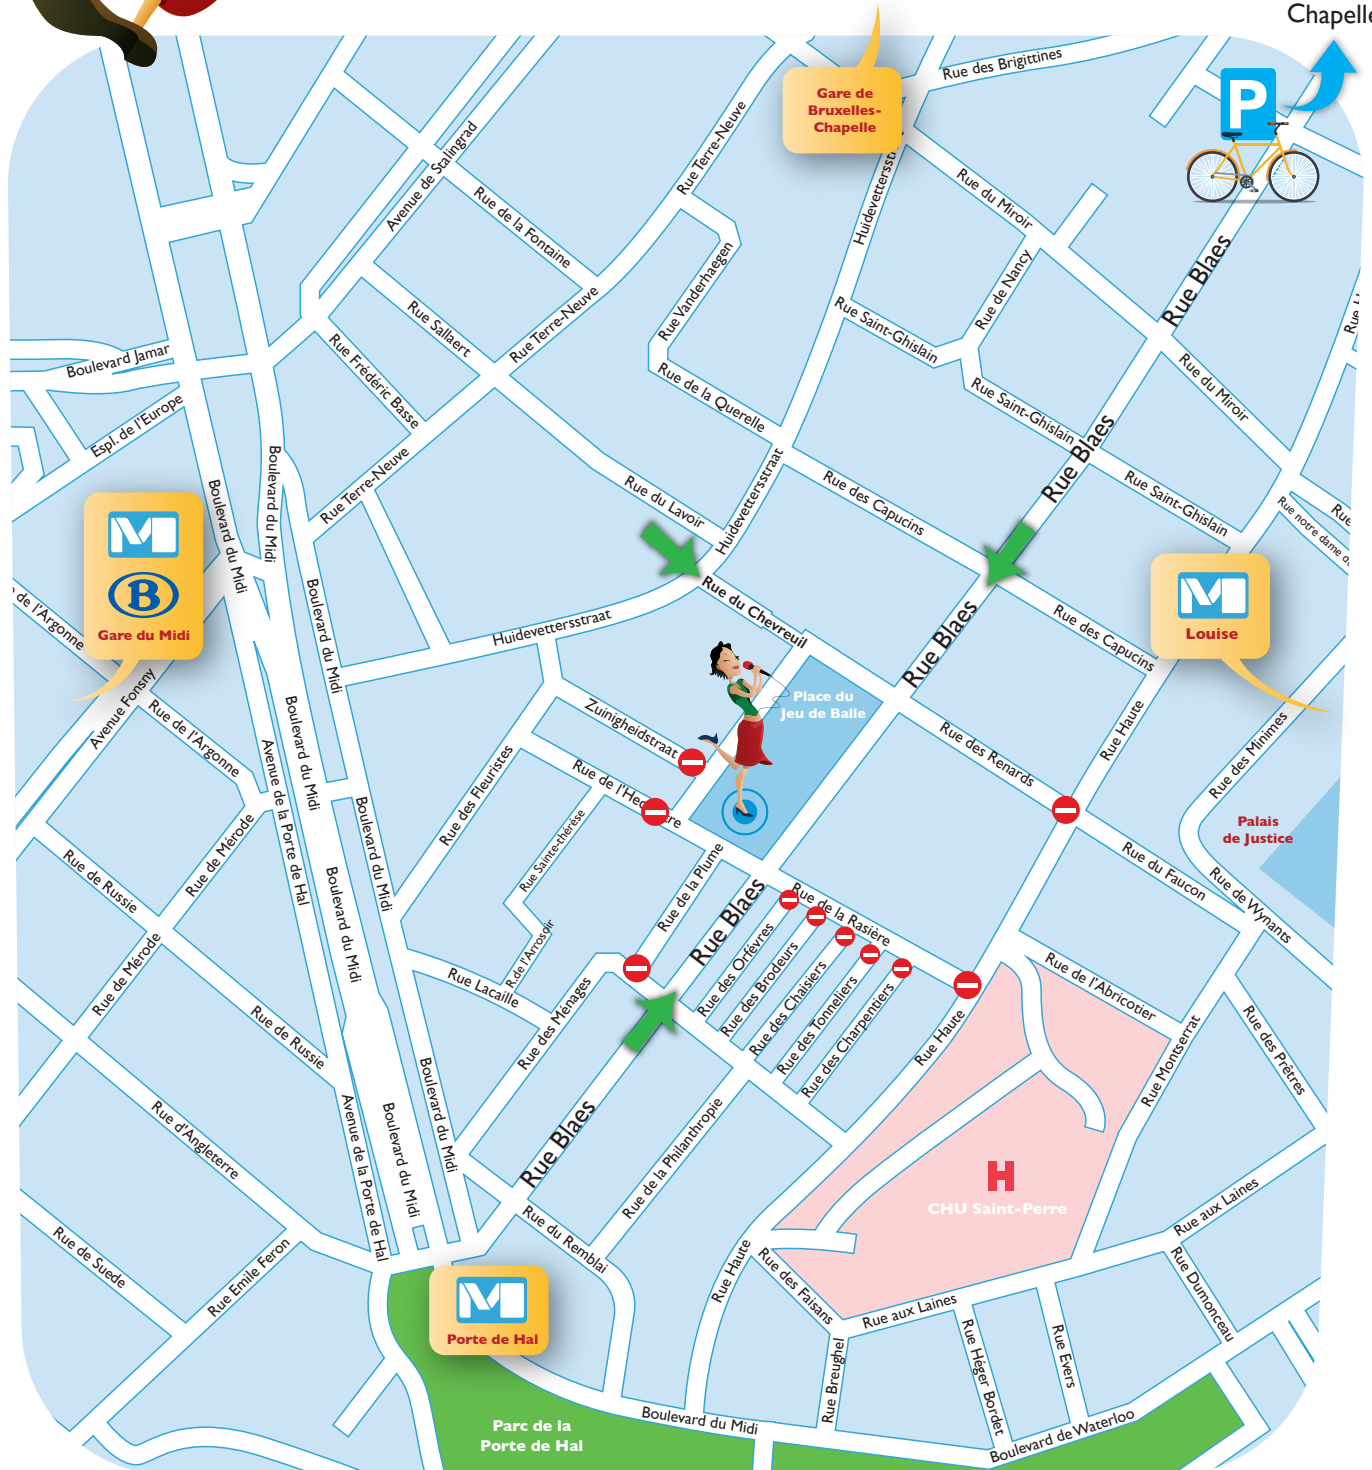 Chapelle
Rue des Brigittines
P
Gare de
Bruxelles-
Chapelle
Avenue de Stalingrad
Rue Terre-Neuve
Huidevettersstr
Rue du Miroir
Rue de la Fontaine
Rue Vanderhaegen
Rue de Nancy
Rue Blaes
Rue Sallaert
Rue Terre-Neuve
Rue Saint-Ghislain
Boulevard Jamar
Rue Frédéric Basse
Rue de la Querelle
Rue Saint-Ghislain
Rue du Miroir
Espl. de l'Europe
Rue Terre-Neuve
Boulevard du Midi
Boulevard du Midi
Rue du Lavoir
Huidevettersstraat
Rue des Capucins
Rue Blaes
Rue Saint-Ghislain
Rue notre dame d
Rue
M
B
Gare du Midi
de l'Argonne
Boulevard du Midi
Huidevettersstraat
Rue du Chevreuil
Rue Blaes
Rue des Capucins
M
Louise
Avenue Fonsny
Rue de l'Argonne
Boulevard du Midi
Zuinigheidstraat
Place du
Jeu de Balle
Rue des Renards
Rue Haute
Rue des Minimes
Avenue de la Porte de Hal
Rue des Fleuristes
Rue Sainte-thérèse
Palais
de Justice
Rue de Mérode
Boulevard du Midi
Rue de Russie
Boulevard du Midi
Rue de la Plume
Rue Blaes
Rue de la Rasière
Rue du Faucon
Rue de Wynants
Rue de Mérode
Rue Lacaille
R.de l'Arrosoir
Rue des Ménages
Rue des Orfèvres
Rue des Brodeurs
Rue des Chaisiers
Rue des Tonneliers
Rue des Charpentiers
Rue Haute
Rue de l'Abricotier
Rue Montserrat
Rue des Prêtres
Rue de Russie
Rue d'Angleterre
Avenue de la Porte de Hal
Boulevard du Midi
Boulevard du Midi
Rue Blaes
Rue de la Philanthropie
H
CHU Saint-Perre
Rue de Suede
Rue Emile Feron
Rue du Remblai
Rue Haute
Rue des Faisans
Rue aux Laines
Rue aux Laines
Rue Dumonceau
M
Porte de Hal
Rue Breughel
Rue Héger Bordet
Rue Evers
Parc de la
Porte de Hal
Boulevard du Midi
Boulevard de Waterloo